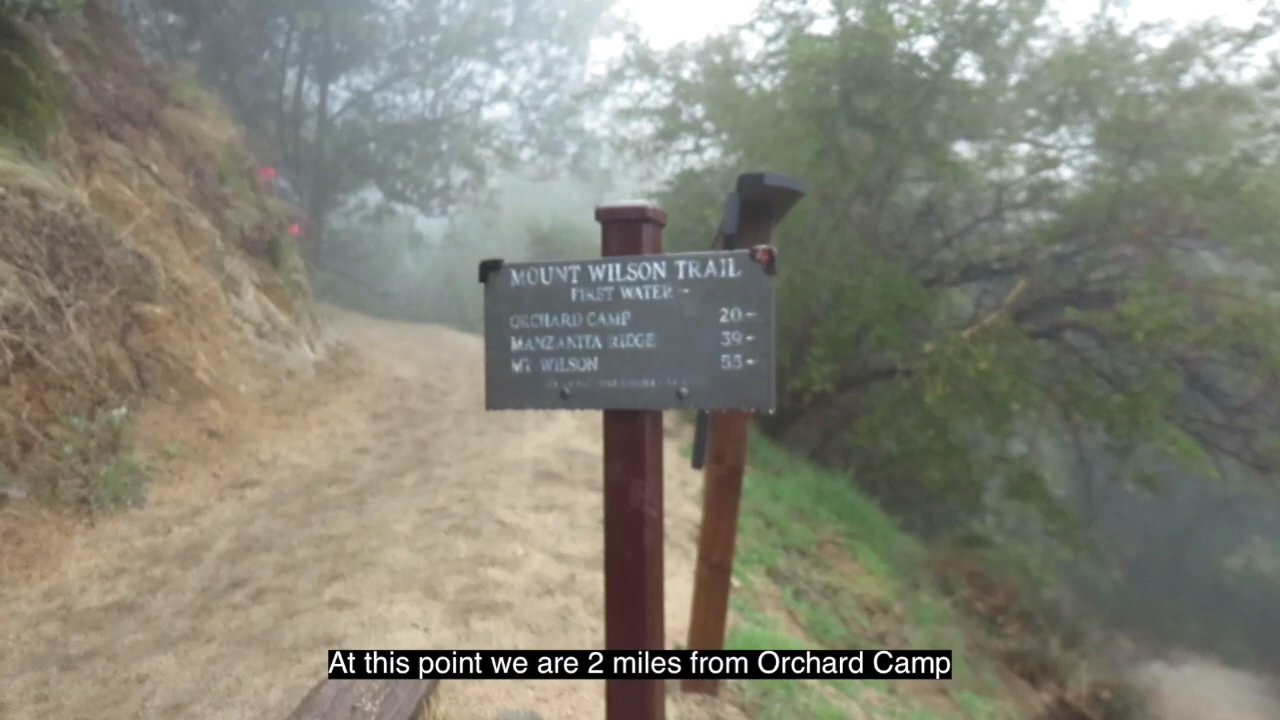 MOUNT WILSON TRAIL
FIRST WATER -
ORCHARD CAMP 20 -
MANZANITA RIDGE 39 -
MT WILSON 53 -
At this point we are 2 miles from Orchard Camp